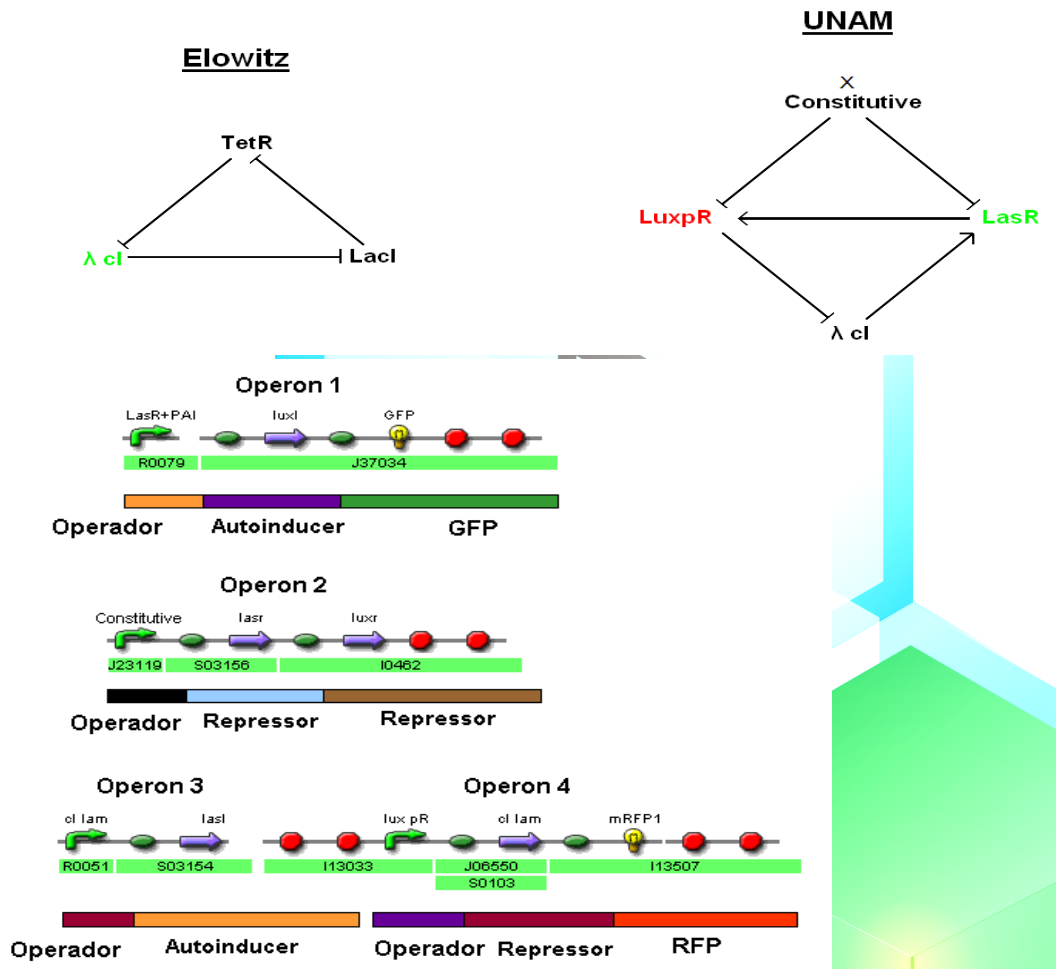 Elowitz
TetR
λ cI
LacI
UNAM
X
Constitutive
LuxpR
LasR
λ cI
Operon 1
LasR+PAI luxI GFP
R0079 J37034
Operador Autoinducer GFP
Operon 2
Constitutive lasr luxr
J23119 S03156 I0462
Operador Repressor Repressor
Operon 3
cI lam lasI
R0051 S03154
Operador Autoinducer
Operon 4
lux pR cI lam mRFP1
I13033 J06550 I13507
S0103
Operador Repressor RFP